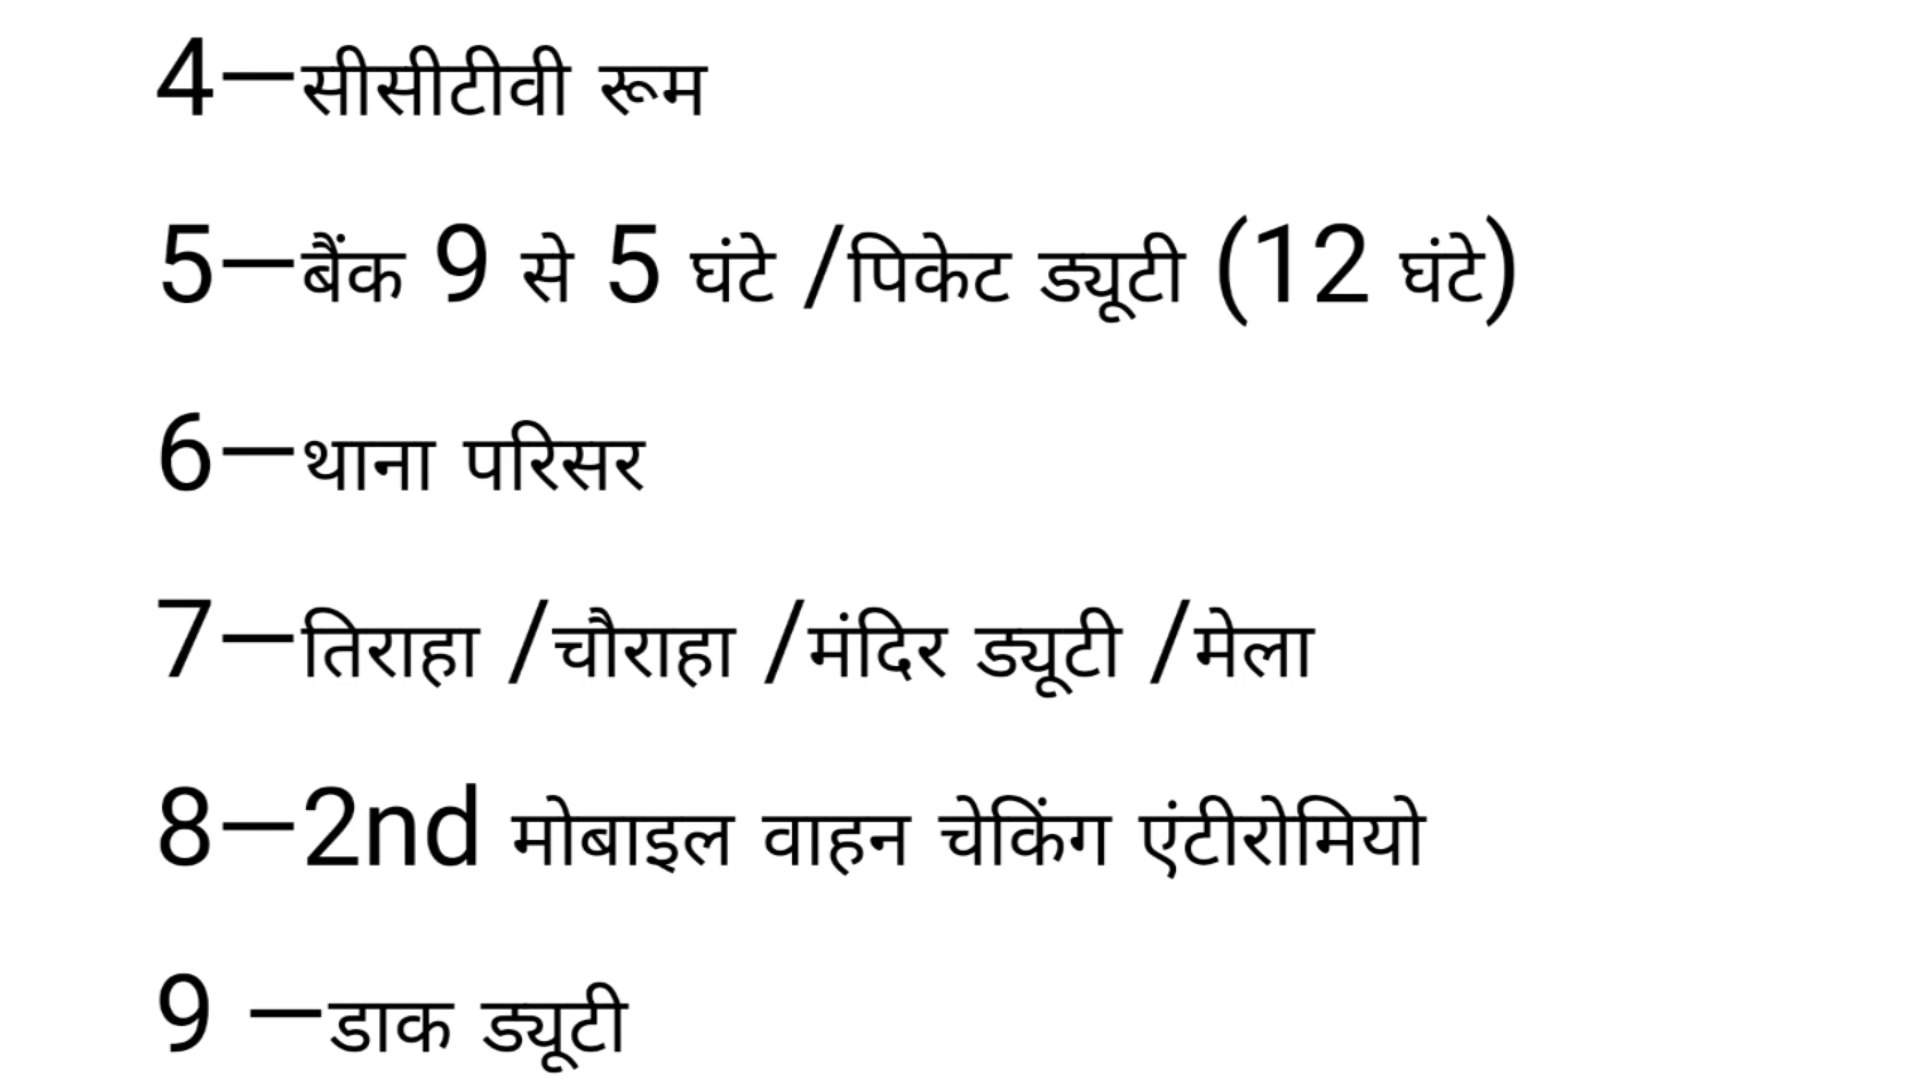 4—सीसीटीवी रूम
5—बैंक 9 से 5 घंटे /पिकेट ड्यूटी (12 घंटे)
6—थाना परिसर
7—तिराहा /चौराहा /मंदिर ड्यूटी /मेला
8—2nd मोबाइल वाहन चेकिंग एंटीरोमियो
9 —डाक ड्यूटी